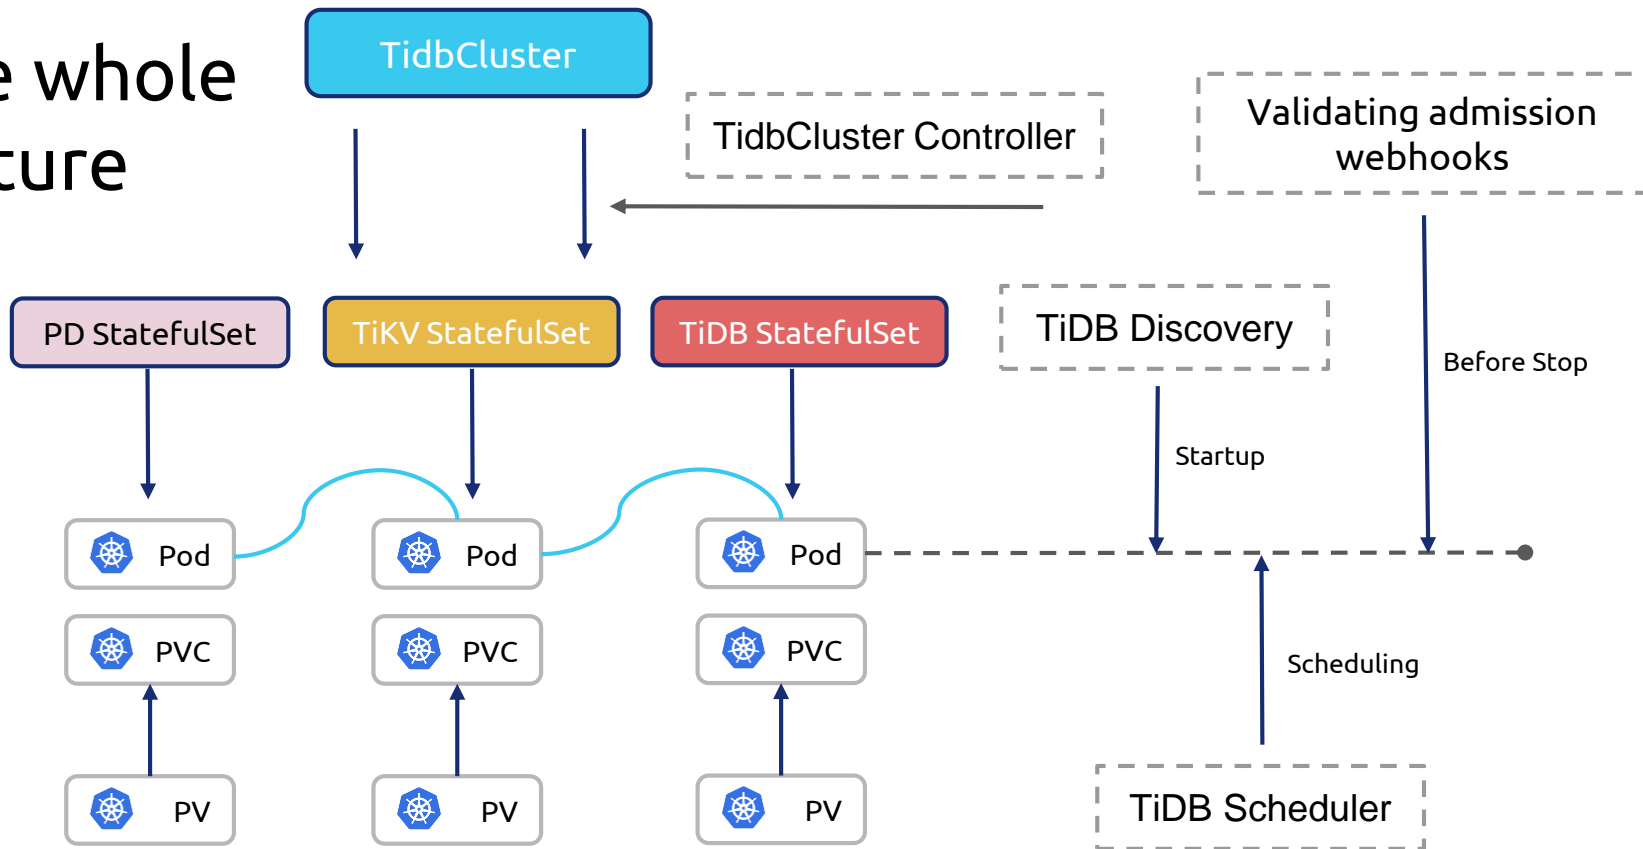 e whole
ture
TidbCluster
TidbCluster Controller
Validating admission
webhooks
PD StatefulSet
TiKV StatefulSet
TiDB StatefulSet
TiDB Discovery
Before Stop
Startup
Pod
Pod
Pod
PVC
PVC
PVC
Scheduling
PV
PV
PV
TiDB Scheduler